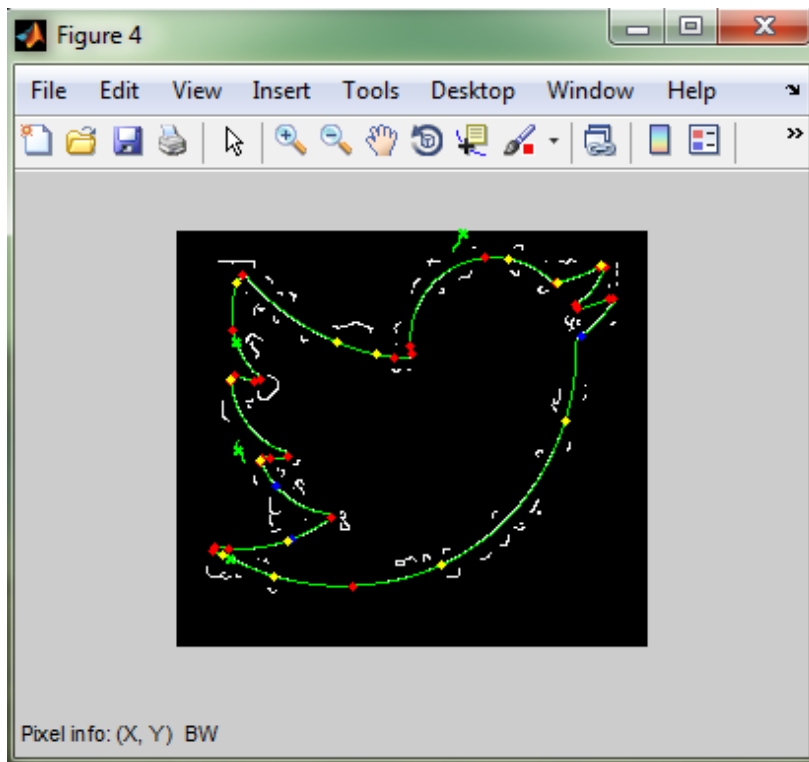 Figure 4
File Edit View Insert Tools Desktop Window Help
Pixel info: (X, Y) BW